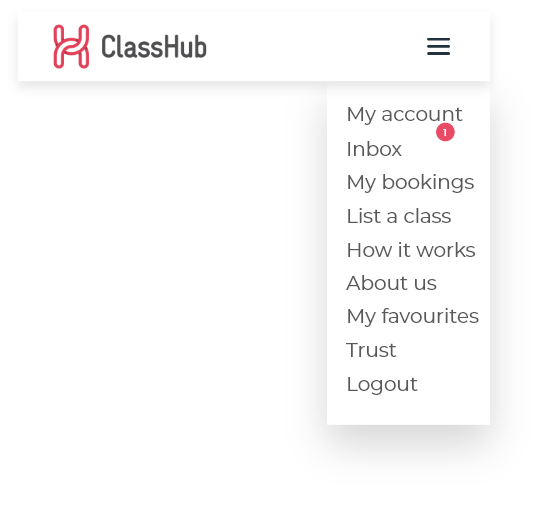 ClassHub
My account
1
Inbox
My bookings
List a class
How it works
About us
My favourites
Trust
Logout